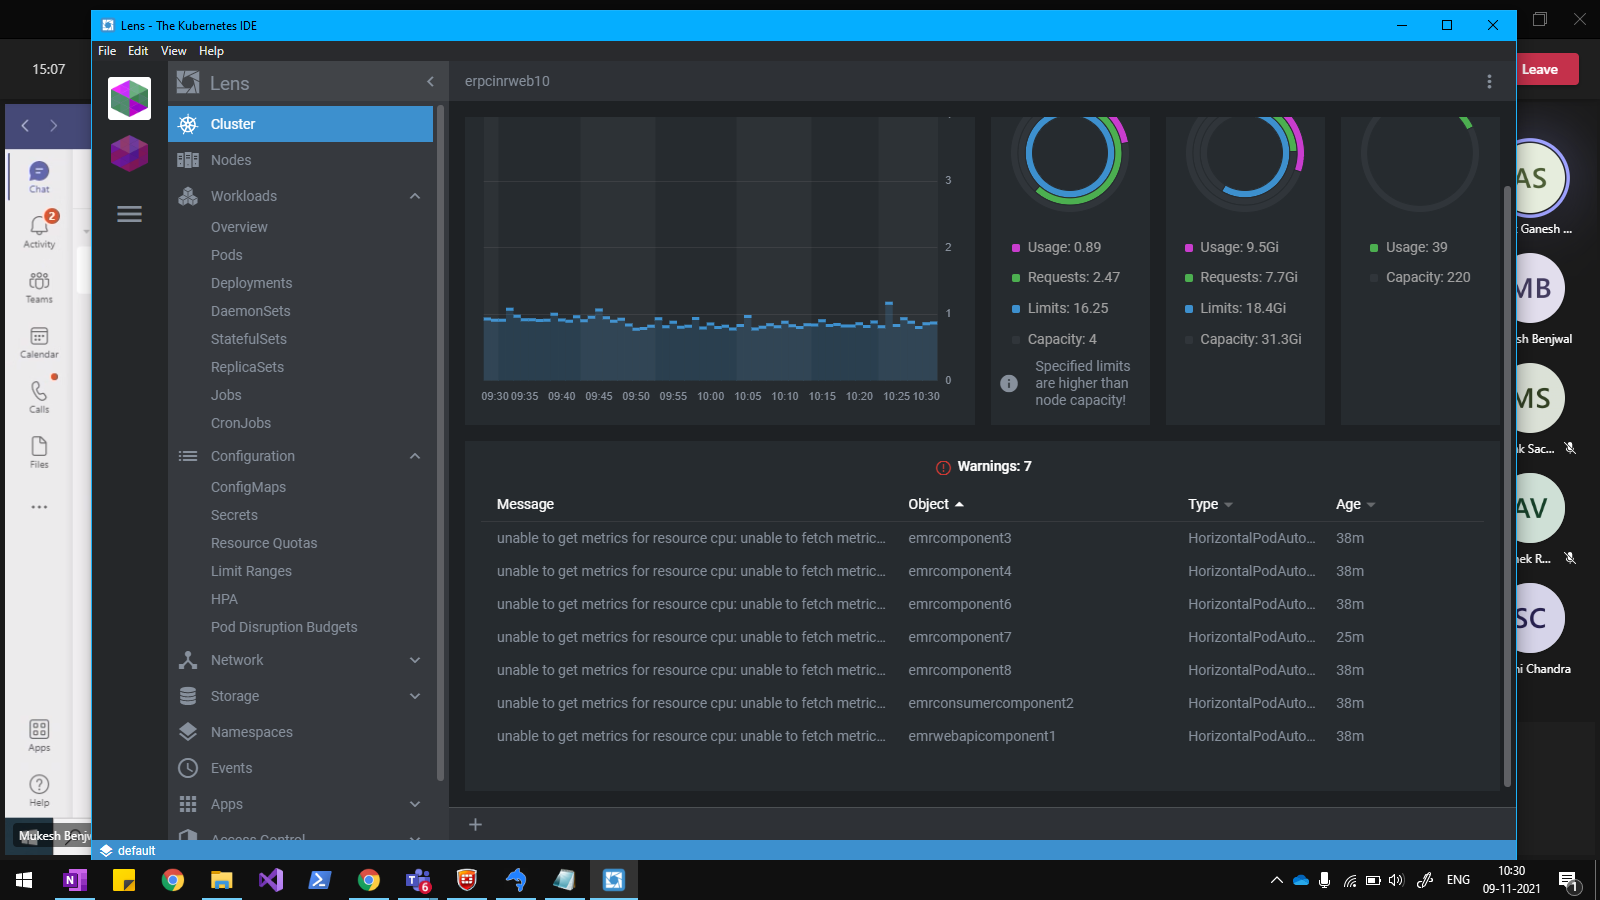 Lens - The Kubernetes IDE
File Edit View Help
15:07
Leave
Lens
erpcinrweb10
Cluster
Nodes
Workloads
Overview
Pods
Deployments
DaemonSets
StatefulSets
ReplicaSets
Jobs
CronJobs
Configuration
ConfigMaps
Secrets
Resource Quotas
Limit Ranges
HPA
Pod Disruption Budgets
Network
Storage
Namespaces
Events
Apps
Access Control
Chat
2
Activity
Teams
Calendar
Calls
Files
Apps
Help
Mukesh Benjw
3
2
1
0
09:30 09:35 09:40 09:45 09:50 09:55 10:00 10:05 10:10 10:15 10:20 10:25 10:30
Usage: 0.89
Requests: 2.47
Limits: 16.25
Capacity: 4
Specified limits
are higher than
node capacity!
Usage: 9.5Gi
Requests: 7.7Gi
Limits: 18.4Gi
Capacity: 31.3Gi
Usage: 39
Capacity: 220
Warnings: 7
Message Object Type Age
unable to get metrics for resource cpu: unable to fetch metric... emrcomponent3 HorizontalPodAuto... 38m
unable to get metrics for resource cpu: unable to fetch metric... emrcomponent4 HorizontalPodAuto... 38m
unable to get metrics for resource cpu: unable to fetch metric... emrcomponent6 HorizontalPodAuto... 38m
unable to get metrics for resource cpu: unable to fetch metric... emrcomponent7 HorizontalPodAuto... 25m
unable to get metrics for resource cpu: unable to fetch metric... emrcomponent8 HorizontalPodAuto... 38m
unable to get metrics for resource cpu: unable to fetch metric... emrconsumercomponent2 HorizontalPodAuto... 38m
unable to get metrics for resource cpu: unable to fetch metric... emrwebapicomponent1 HorizontalPodAuto... 38m
default
AS
Ganesh ...
MB
sh Benjwal
MS
k Sac...
AV
ek R...
SC
ni Chandra
6
ENG
10:30
09-11-2021
1